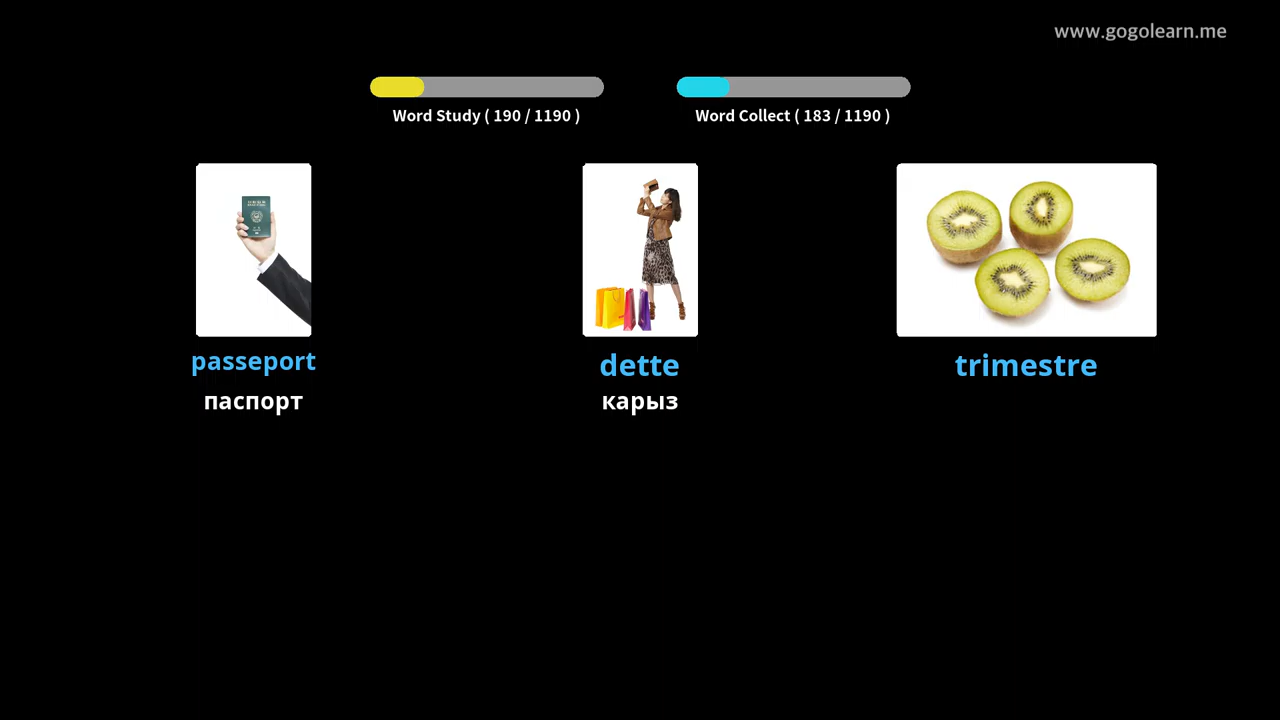 www.gogolearn.me
Word Study ( 190 / 1190 )
Word Collect ( 183 / 1190 )
passeport
паспорт
dette
карыз
trimestre